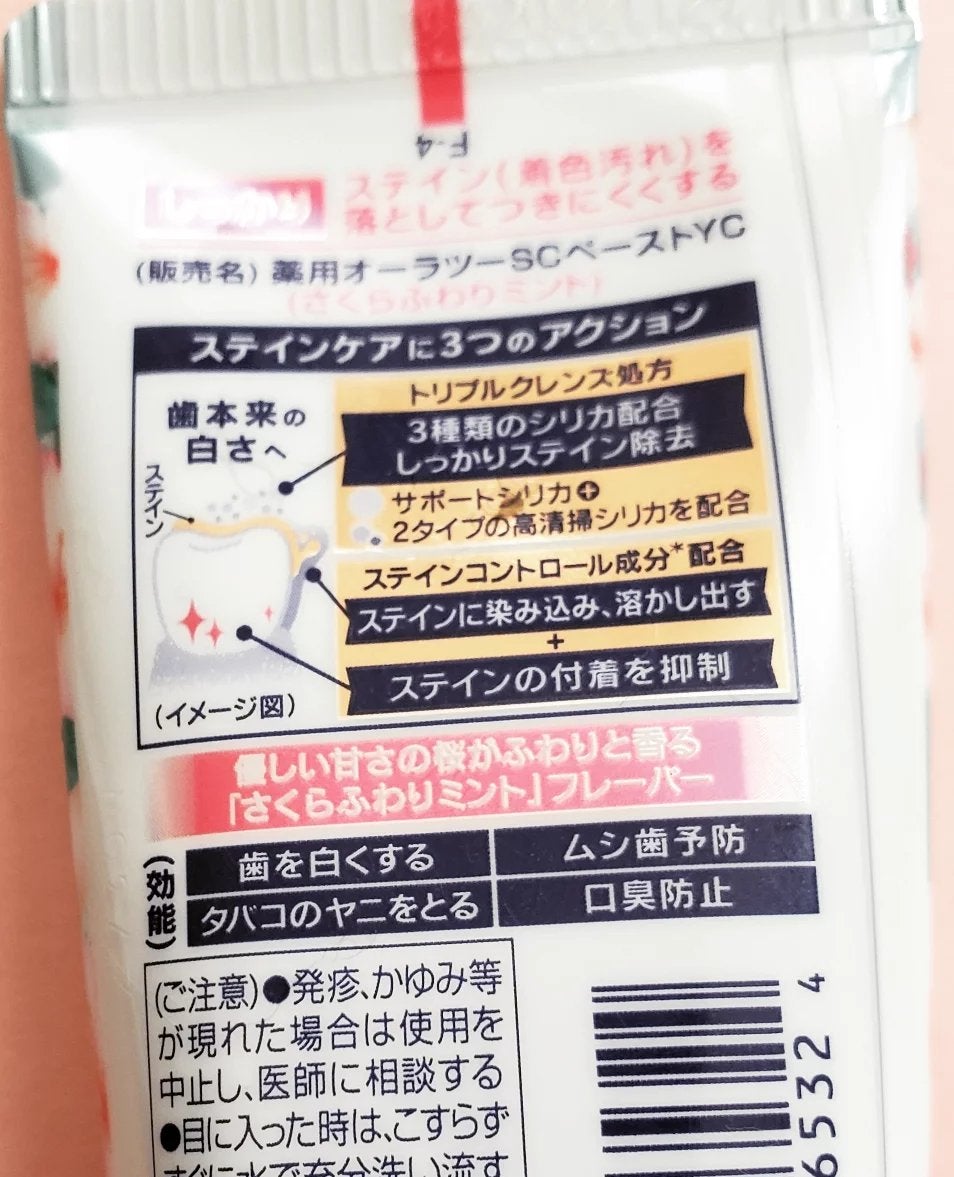 F-4
しっかり
ステイン(着色汚れ)を
落としてつきにくくする
(販売名)薬用オーラツーSCペーストYC
(さくらふわりミント)
ステインケアに3つのアクション
歯本来の
白さへ
ステイン
(イメージ図)
トリプルクレンズ処方
3種類のシリカ配合
しっかりステイン除去
サポートシリカ+
2タイプの高清掃シリカを配合
ステインコントロール成分*配合
ステインに染み込み、溶かし出す
+
ステインの付着を抑制
優しい甘さの桜がふわりと香る
「さくらふわりミント」フレーバー
(効能)
歯を白くする
ムシ歯予防
タバコのヤニをとる
口臭防止
(ご注意)●発疹、かゆみ等
が現れた場合は使用を
中止し、医師に相談する
●目に入った時は、こすらず
すぐに水で充分洗い流す
6532 4